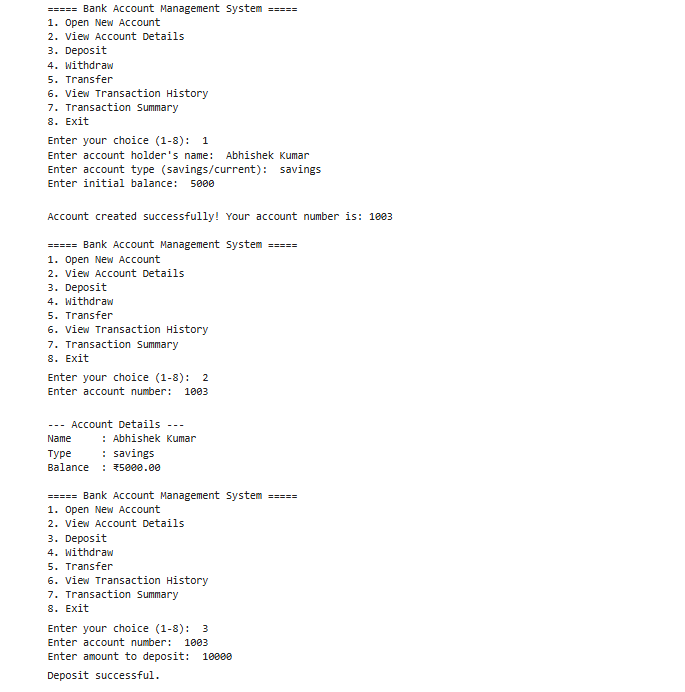 ===== Bank Account Management System =====
1. Open New Account
2. View Account Details
3. Deposit
4. Withdraw
5. Transfer
6. View Transaction History
7. Transaction Summary
8. Exit
Enter your choice (1-8):  1
Enter account holder's name:  Abhishek Kumar
Enter account type (savings/current):  savings
Enter initial balance:  5000
Account created successfully! Your account number is: 1003
===== Bank Account Management System =====
1. Open New Account
2. View Account Details
3. Deposit
4. Withdraw
5. Transfer
6. View Transaction History
7. Transaction Summary
8. Exit
Enter your choice (1-8):  2
Enter account number:  1003
--- Account Details ---
Name     : Abhishek Kumar
Type     : savings
Balance  : ₹5000.00
===== Bank Account Management System =====
1. Open New Account
2. View Account Details
3. Deposit
4. Withdraw
5. Transfer
6. View Transaction History
7. Transaction Summary
8. Exit
Enter your choice (1-8):  3
Enter account number:  1003
Enter amount to deposit:  10000
Deposit successful.